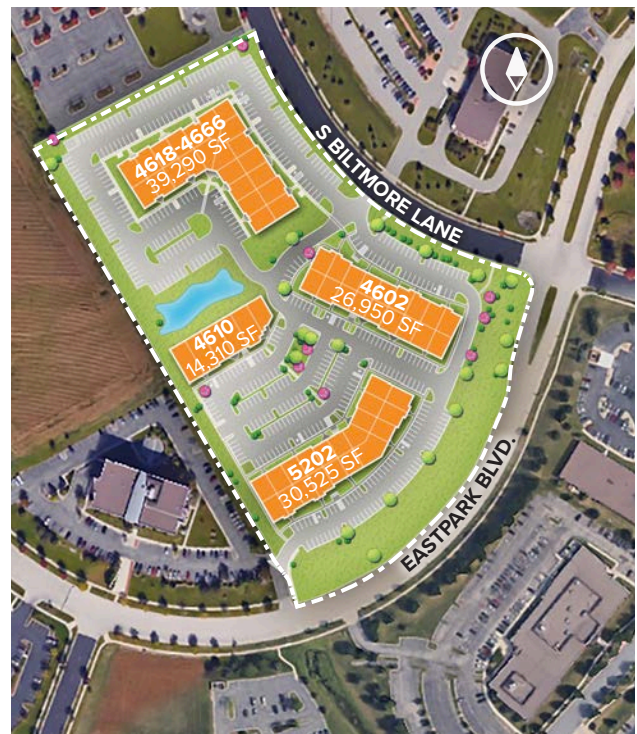 4618-4666
39,290 SF
S BILTMORE LANE
4602
26,950 SF
4610
14,310 SF
5202
30,525 SF
EASTPARK BLVD.